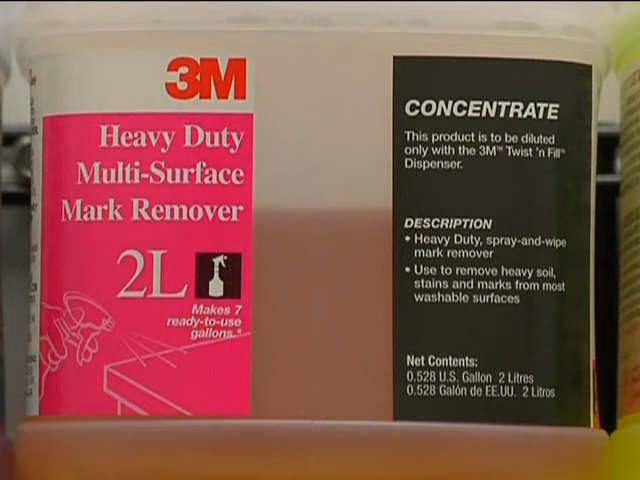 3M
Heavy Duty
Multi-Surface
Mark Remover
2L
Makes 7
ready-to-use
gallons.*
CONCENTRATE
This product is to be diluted
only with the 3M™ Twist 'n Fill™
Dispenser.
DESCRIPTION
• Heavy Duty, spray-and-wipe
mark remover
• Use to remove heavy soil,
stains and marks from most
washable surfaces
Net Contents:
0.528 U.S. Gallon 2 Litres
0.528 Galón de EE.UU. 2 Litros